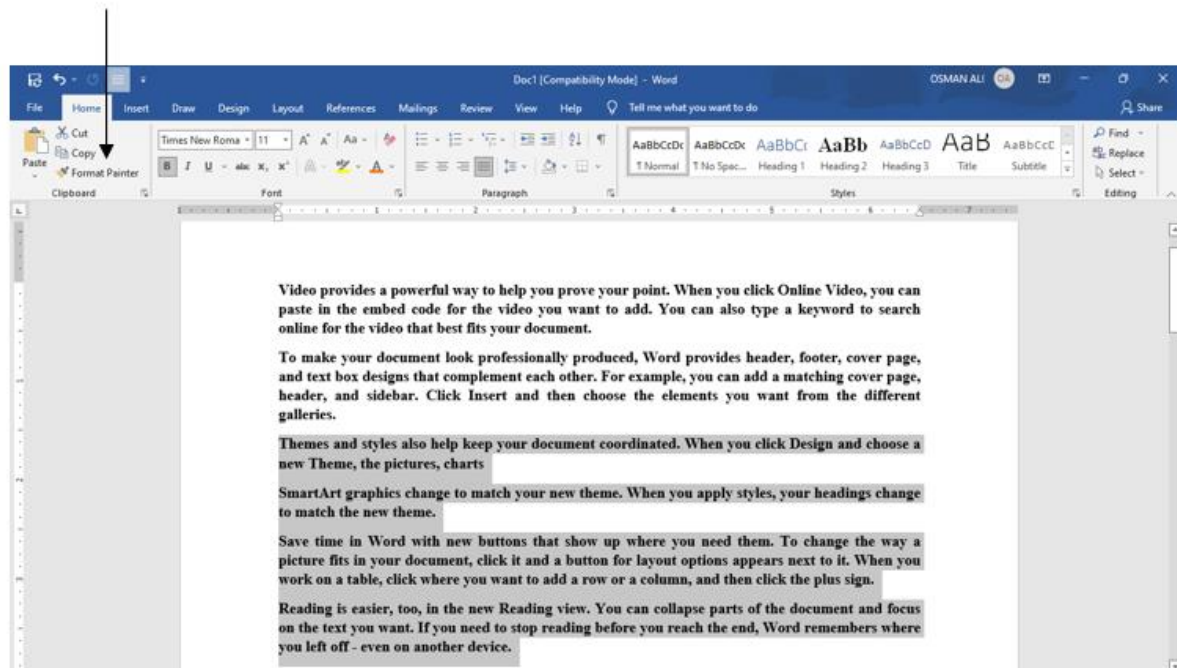 Doc1 [Compatibility Mode] - Word
OSMAN ALI OA
File Home Insert Draw Design Layout References Mailings Review View Help Tell me what you want to do Share
Paste
Cut
Copy
Format Painter
Clipboard
Times New Roma 11 A A Aa
B I U abc x, x² A A
Font
Paragraph
AaBbCcDc AaBbCcDc AaBbCc AaBb AaBbCcD AaB AaBbCcD
¶ Normal ¶ No Spac... Heading 1 Heading 2 Heading 3 Title Subtitle
Styles
Find
Replace
Select
Editing
1 2 3 4 5 6 7
Video provides a powerful way to help you prove your point. When you click Online Video, you can
paste in the embed code for the video you want to add. You can also type a keyword to search
online for the video that best fits your document.
To make your document look professionally produced, Word provides header, footer, cover page,
and text box designs that complement each other. For example, you can add a matching cover page,
header, and sidebar. Click Insert and then choose the elements you want from the different
galleries.
Themes and styles also help keep your document coordinated. When you click Design and choose a
new Theme, the pictures, charts
SmartArt graphics change to match your new theme. When you apply styles, your headings change
to match the new theme.
Save time in Word with new buttons that show up where you need them. To change the way a
picture fits in your document, click it and a button for layout options appears next to it. When you
work on a table, click where you want to add a row or a column, and then click the plus sign.
Reading is easier, too, in the new Reading view. You can collapse parts of the document and focus
on the text you want. If you need to stop reading before you reach the end, Word remembers where
you left off - even on another device.